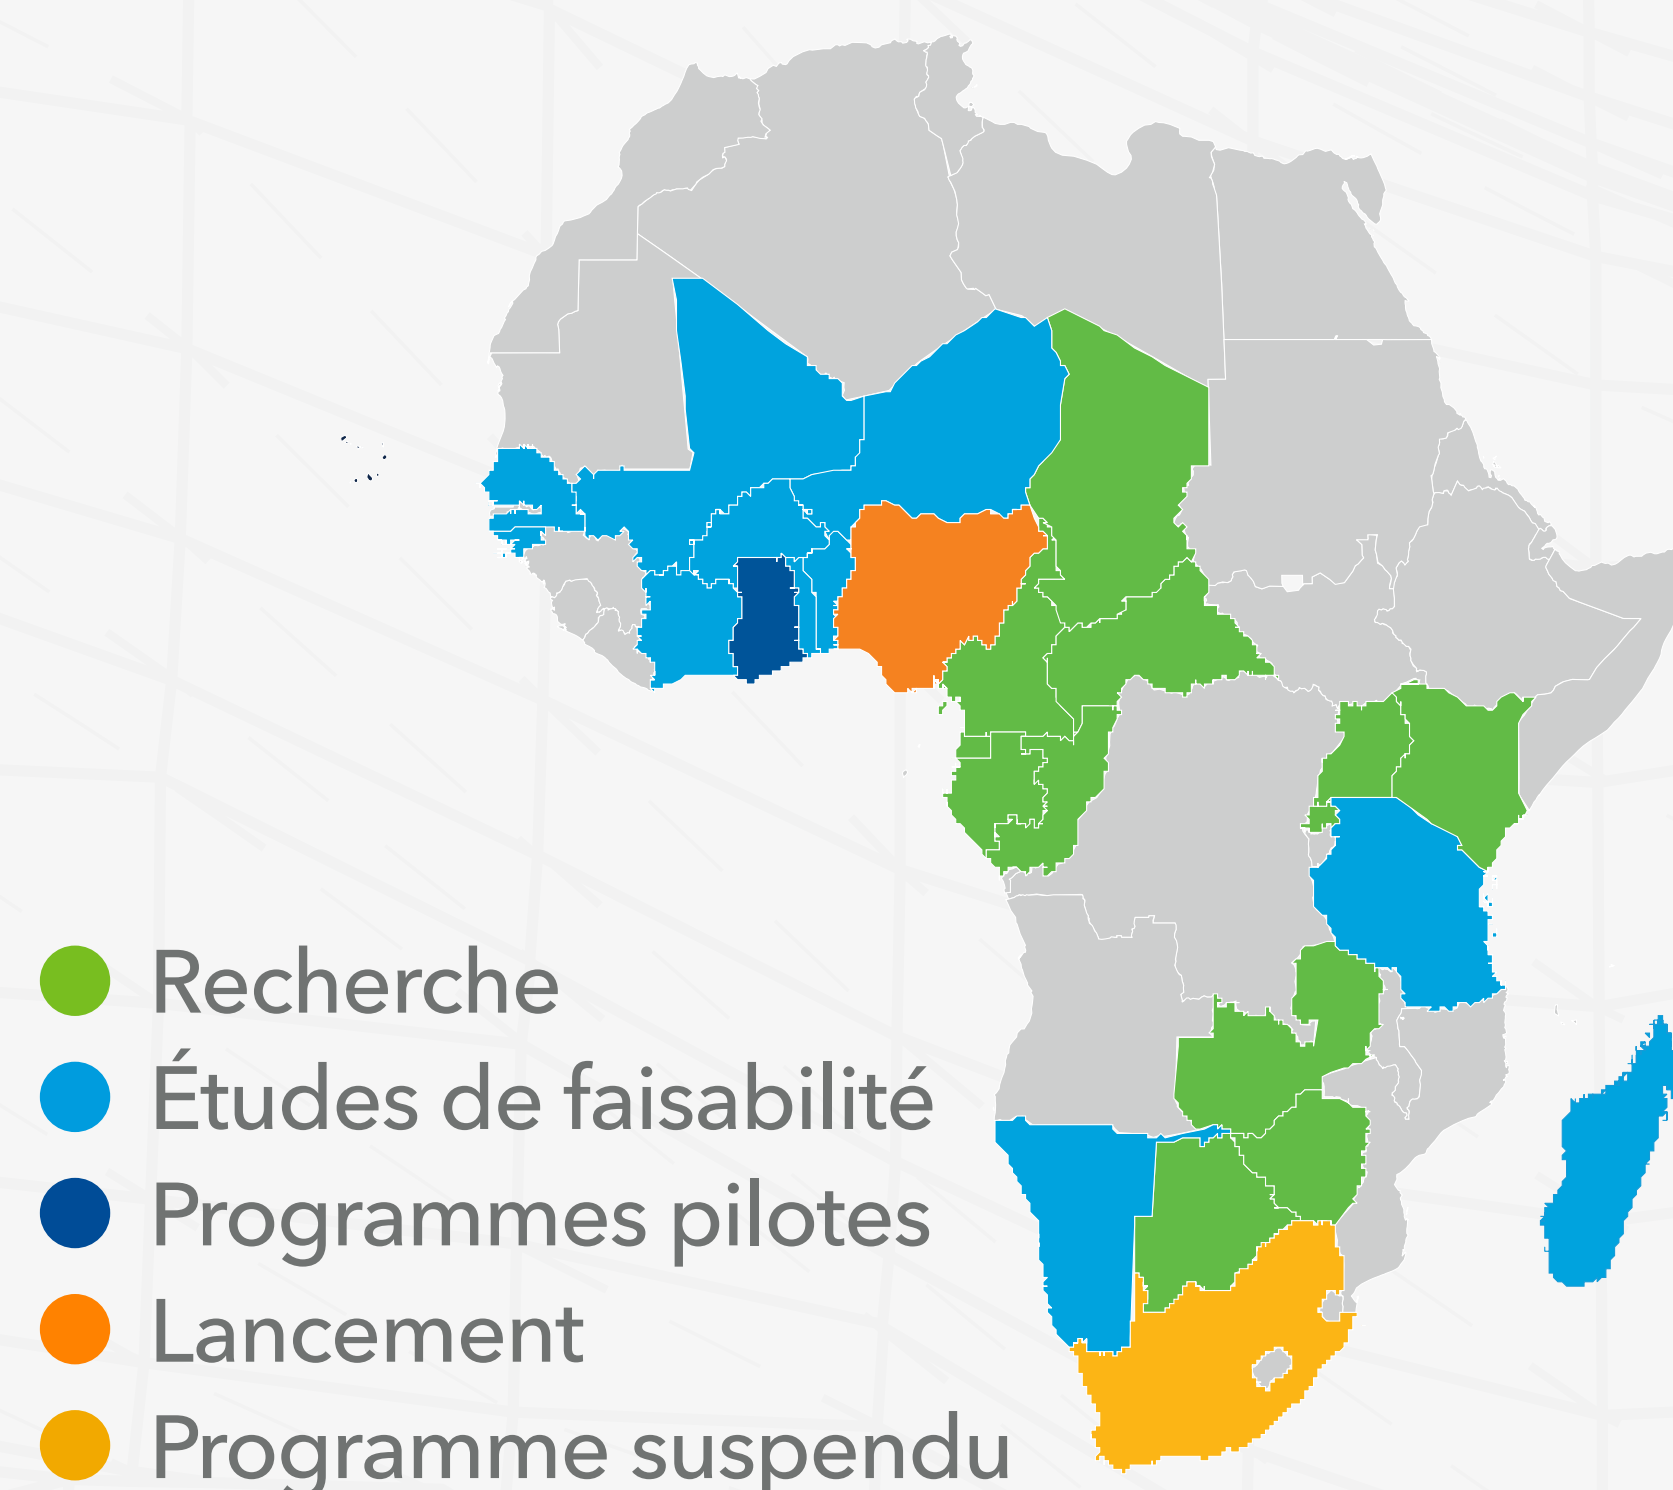 Recherche
Études de faisabilité
Programmes pilotes
Lancement
Programme suspendu